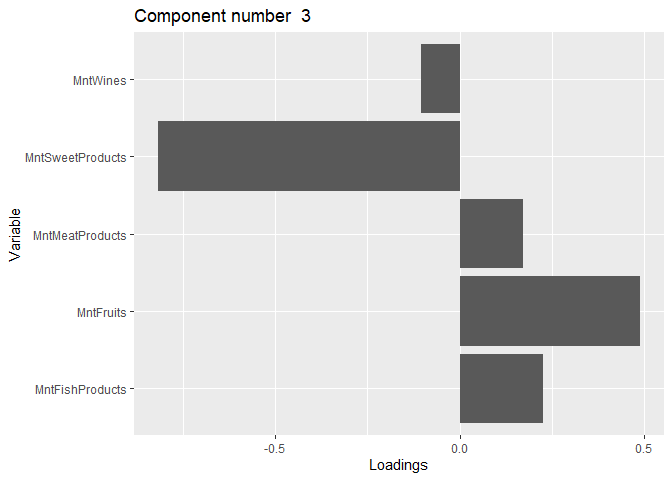 Component number  3
Variable
MntWines
MntSweetProducts
MntMeatProducts
MntFruits
MntFishProducts
-0.5 0.0 0.5
Loadings